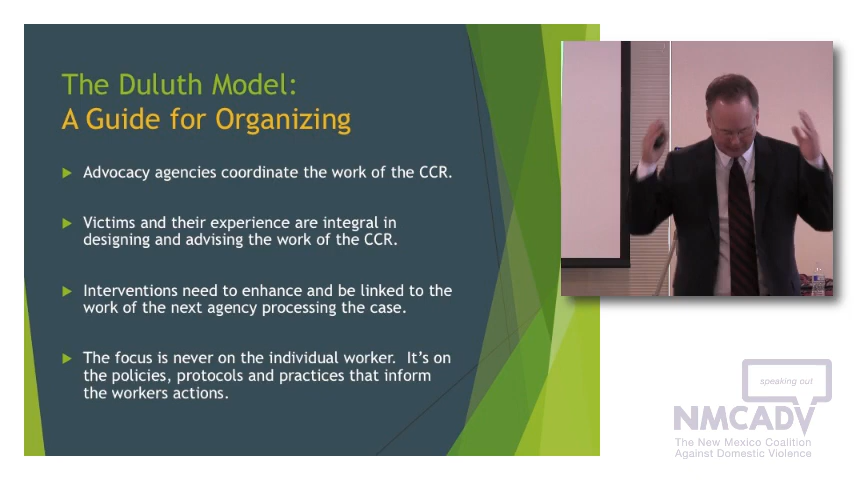 The Duluth Model:
A Guide for Organizing
Advocacy agencies coordinate the work of the CCR.
Victims and their experience are integral in
designing and advising the work of the CCR.
Interventions need to enhance and be linked to the
work of the next agency processing the case.
The focus is never on the individual worker.  It's on
the policies, protocols and practices that inform
the workers actions.
speaking out
NMCADV
The New Mexico Coalition
Against Domestic Violence